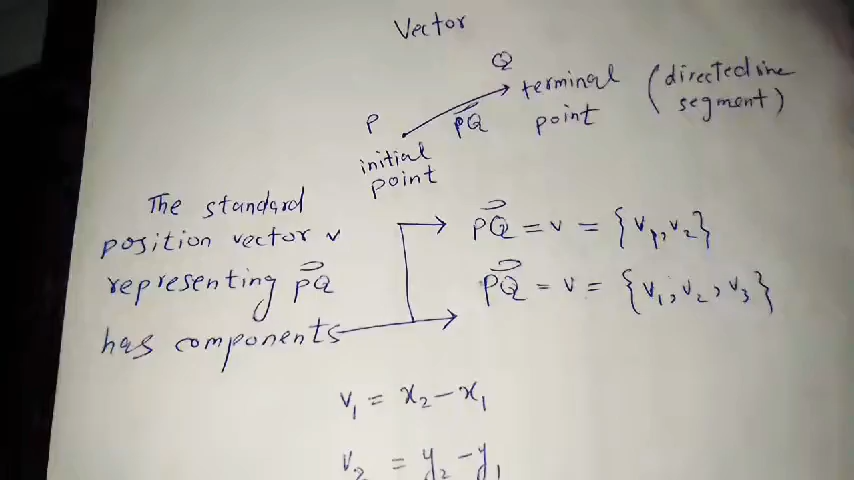 Vector
Q
terminal point
(directed line segment)
P
initial point
PQ
The standard
position vector v
representing PQ
has components
PQ = v = {v₁, v₂}
PQ = v = {v₁, v₂, v₃}
v₁ = x₂ - x₁
v₂ = y₂ - y₁